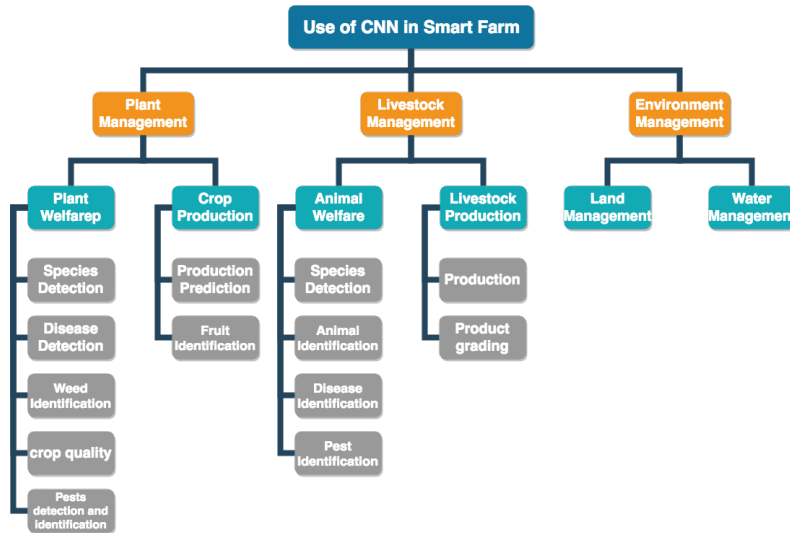 Use of CNN in Smart Farm
Plant
Management
Livestock
Management
Environment
Management
Plant
Welfarep
Crop
Production
Animal
Welfare
Livestock
Production
Land
Management
Water
Management
Species
Detection
Production
Prediction
Species
Detection
Production
Disease
Detection
Fruit
Identification
Animal
Identification
Product
grading
Weed
Identification
Disease
Identification
crop quality
Pest
Identification
Pests
detection and
identification